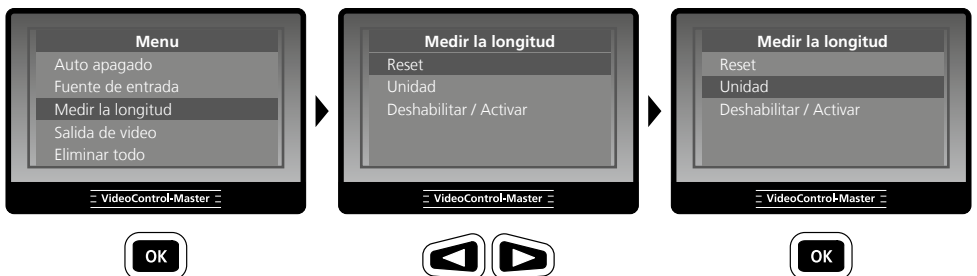 Menu
Auto apagado
Fuente de entrada
Medir la longitud
Salida de video
Eliminar todo
VideoControl-Master
OK
Medir la longitud
Reset
Unidad
Deshabilitar / Activar
VideoControl-Master
Medir la longitud
Reset
Unidad
Deshabilitar / Activar
VideoControl-Master
OK